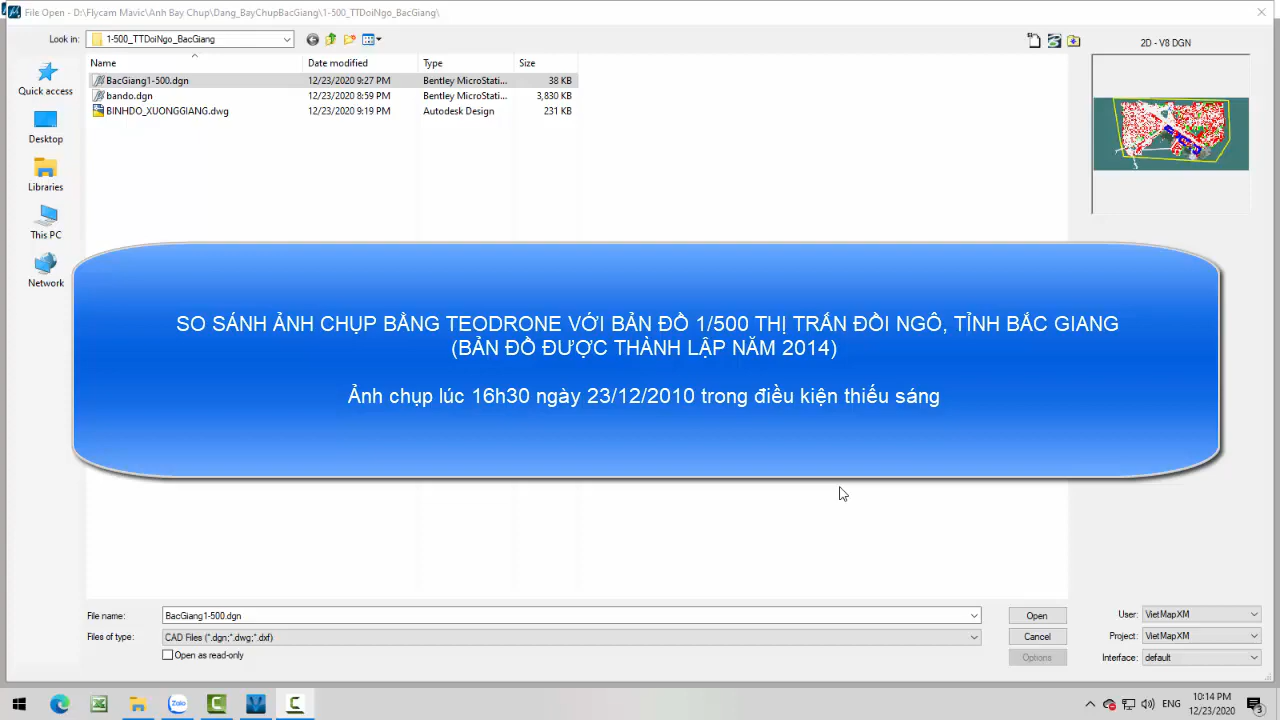 File Open - D:\Flycam Mavic\Anh Bay Chup\Dang_BayChupBacGiang\1-500_TTDoiNgo_BacGiang\
Look in: 1-500_TTDoiNgo_BacGiang
2D - V8 DGN
Name Date modified Type Size
BacGiang1-500.dgn 12/23/2020 9:27 PM Bentley MicroStati... 38 KB
bando.dgn 12/23/2020 8:59 PM Bentley MicroStati... 3,830 KB
BINHDO_XUONGGIANG.dwg 12/23/2020 9:19 PM Autodesk Design 231 KB
Quick access
Desktop
Libraries
This PC
Network
SO SÁNH ẢNH CHỤP BẰNG TEODRONE VỚI BẢN ĐỒ 1/500 THỊ TRẤN ĐỒI NGÔ, TỈNH BẮC GIANG
(BẢN ĐỒ ĐƯỢC THÀNH LẬP NĂM 2014)
Ảnh chụp lúc 16h30 ngày 23/12/2010 trong điều kiện thiếu sáng
File name: BacGiang1-500.dgn Open User: VietMapXM
Files of type: CAD Files (*.dgn;*.dwg;*.dxf) Cancel Project: VietMapXM
Open as read-only Options Interface: default
Zalo
ENG
10:14 PM
12/23/2020
3